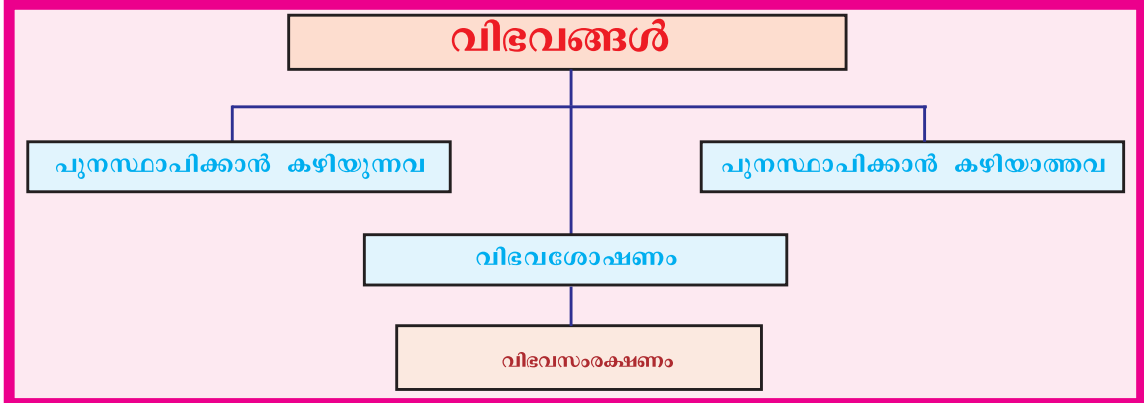 വിഭവങ്ങൾ
പുനസ്ഥാപിക്കാൻ കഴിയുന്നവ
പുനസ്ഥാപിക്കാൻ കഴിയാത്തവ
വിഭവശോഷണം
വിഭവസംരക്ഷണം